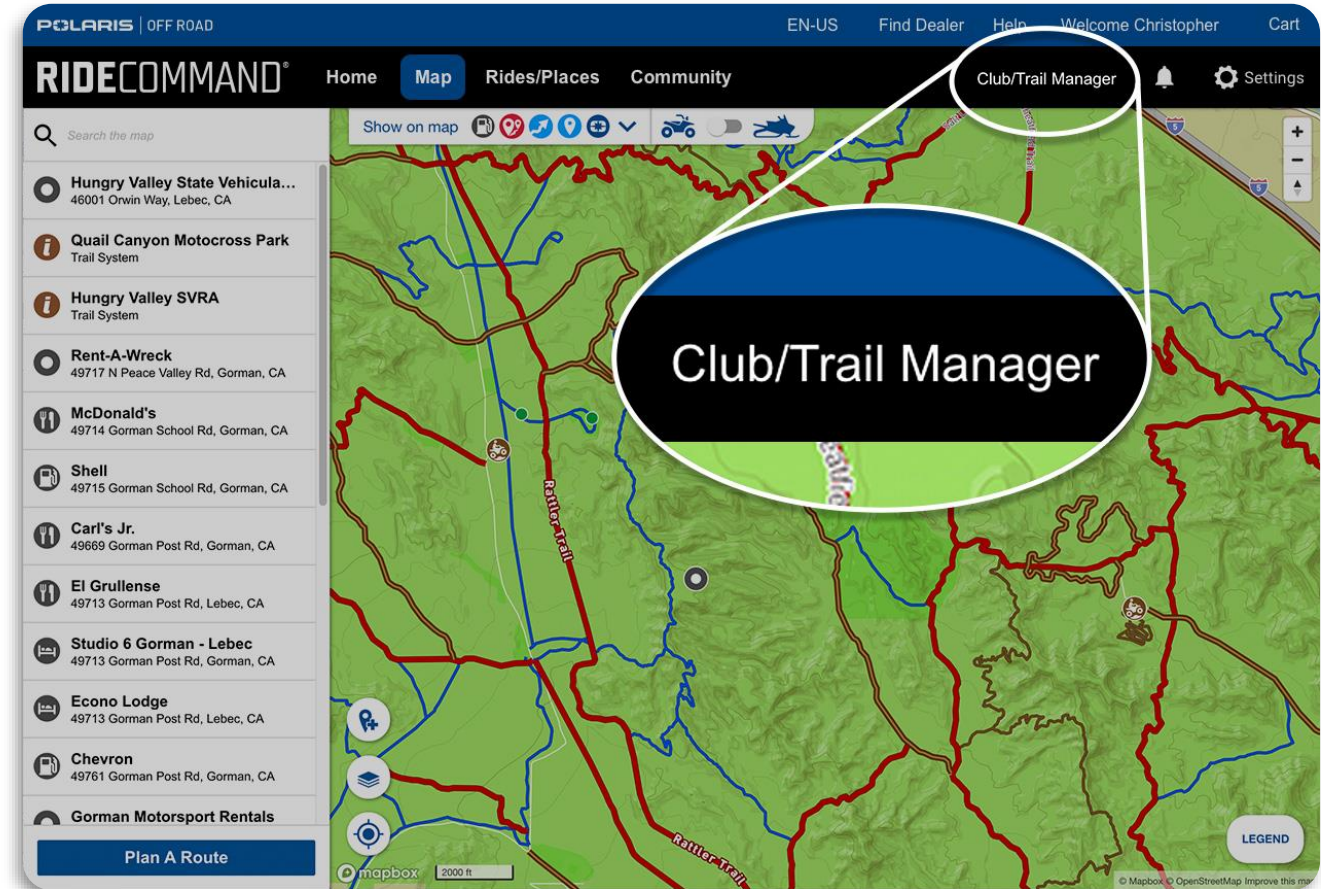 POLARIS | OFF ROAD
EN-US
Find Dealer
Help
Welcome Christopher
Cart
RIDECOMMAND®
Home
Map
Rides/Places
Community
Club/Trail Manager
Settings
Search the map
Show on map
Hungry Valley State Vehicula...
46001 Orwin Way, Lebec, CA
Quail Canyon Motocross Park
Trail System
Hungry Valley SVRA
Trail System
Rent-A-Wreck
49717 N Peace Valley Rd, Gorman, CA
McDonald's
49714 Gorman School Rd, Gorman, CA
Shell
49715 Gorman School Rd, Gorman, CA
Carl's Jr.
49669 Gorman Post Rd, Gorman, CA
El Grullense
49713 Gorman Post Rd, Lebec, CA
Studio 6 Gorman - Lebec
49713 Gorman Post Rd, Gorman, CA
Econo Lodge
49713 Gorman Post Rd, Lebec, CA
Chevron
49761 Gorman Post Rd, Gorman, CA
Gorman Motorsport Rentals
Plan A Route
5
5
+
−
Club/Trail Manager
Rattler Trail
Rattler Trail
LEGEND
mapbox
2000 ft
© Mapbox © OpenStreetMap Improve this map